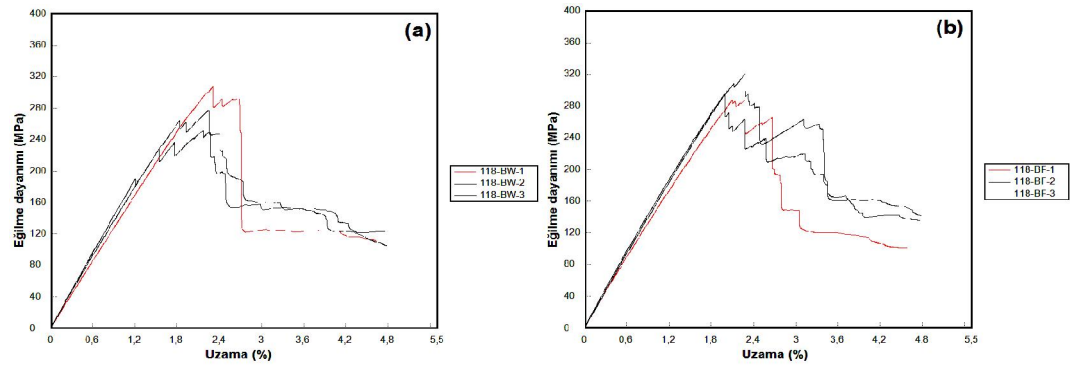 (a)
Eğilme dayanımı (MPa)
400
360
320
280
240
200
160
120
80
40
0
0 0,6 1,2 1,8 2,4 3 3,6 4,2 4,8 5,5
Uzama (%)
118-BW-1
118-BW-2
118-BW-3
(b)
Eğilme dayanımı (MPa)
400
360
320
280
240
200
160
120
80
40
0
0 0,6 1,2 1,8 2,4 3 3,6 4,2 4,8 5,5
Uzama (%)
118-BF-1
118-BF-2
118-BF-3